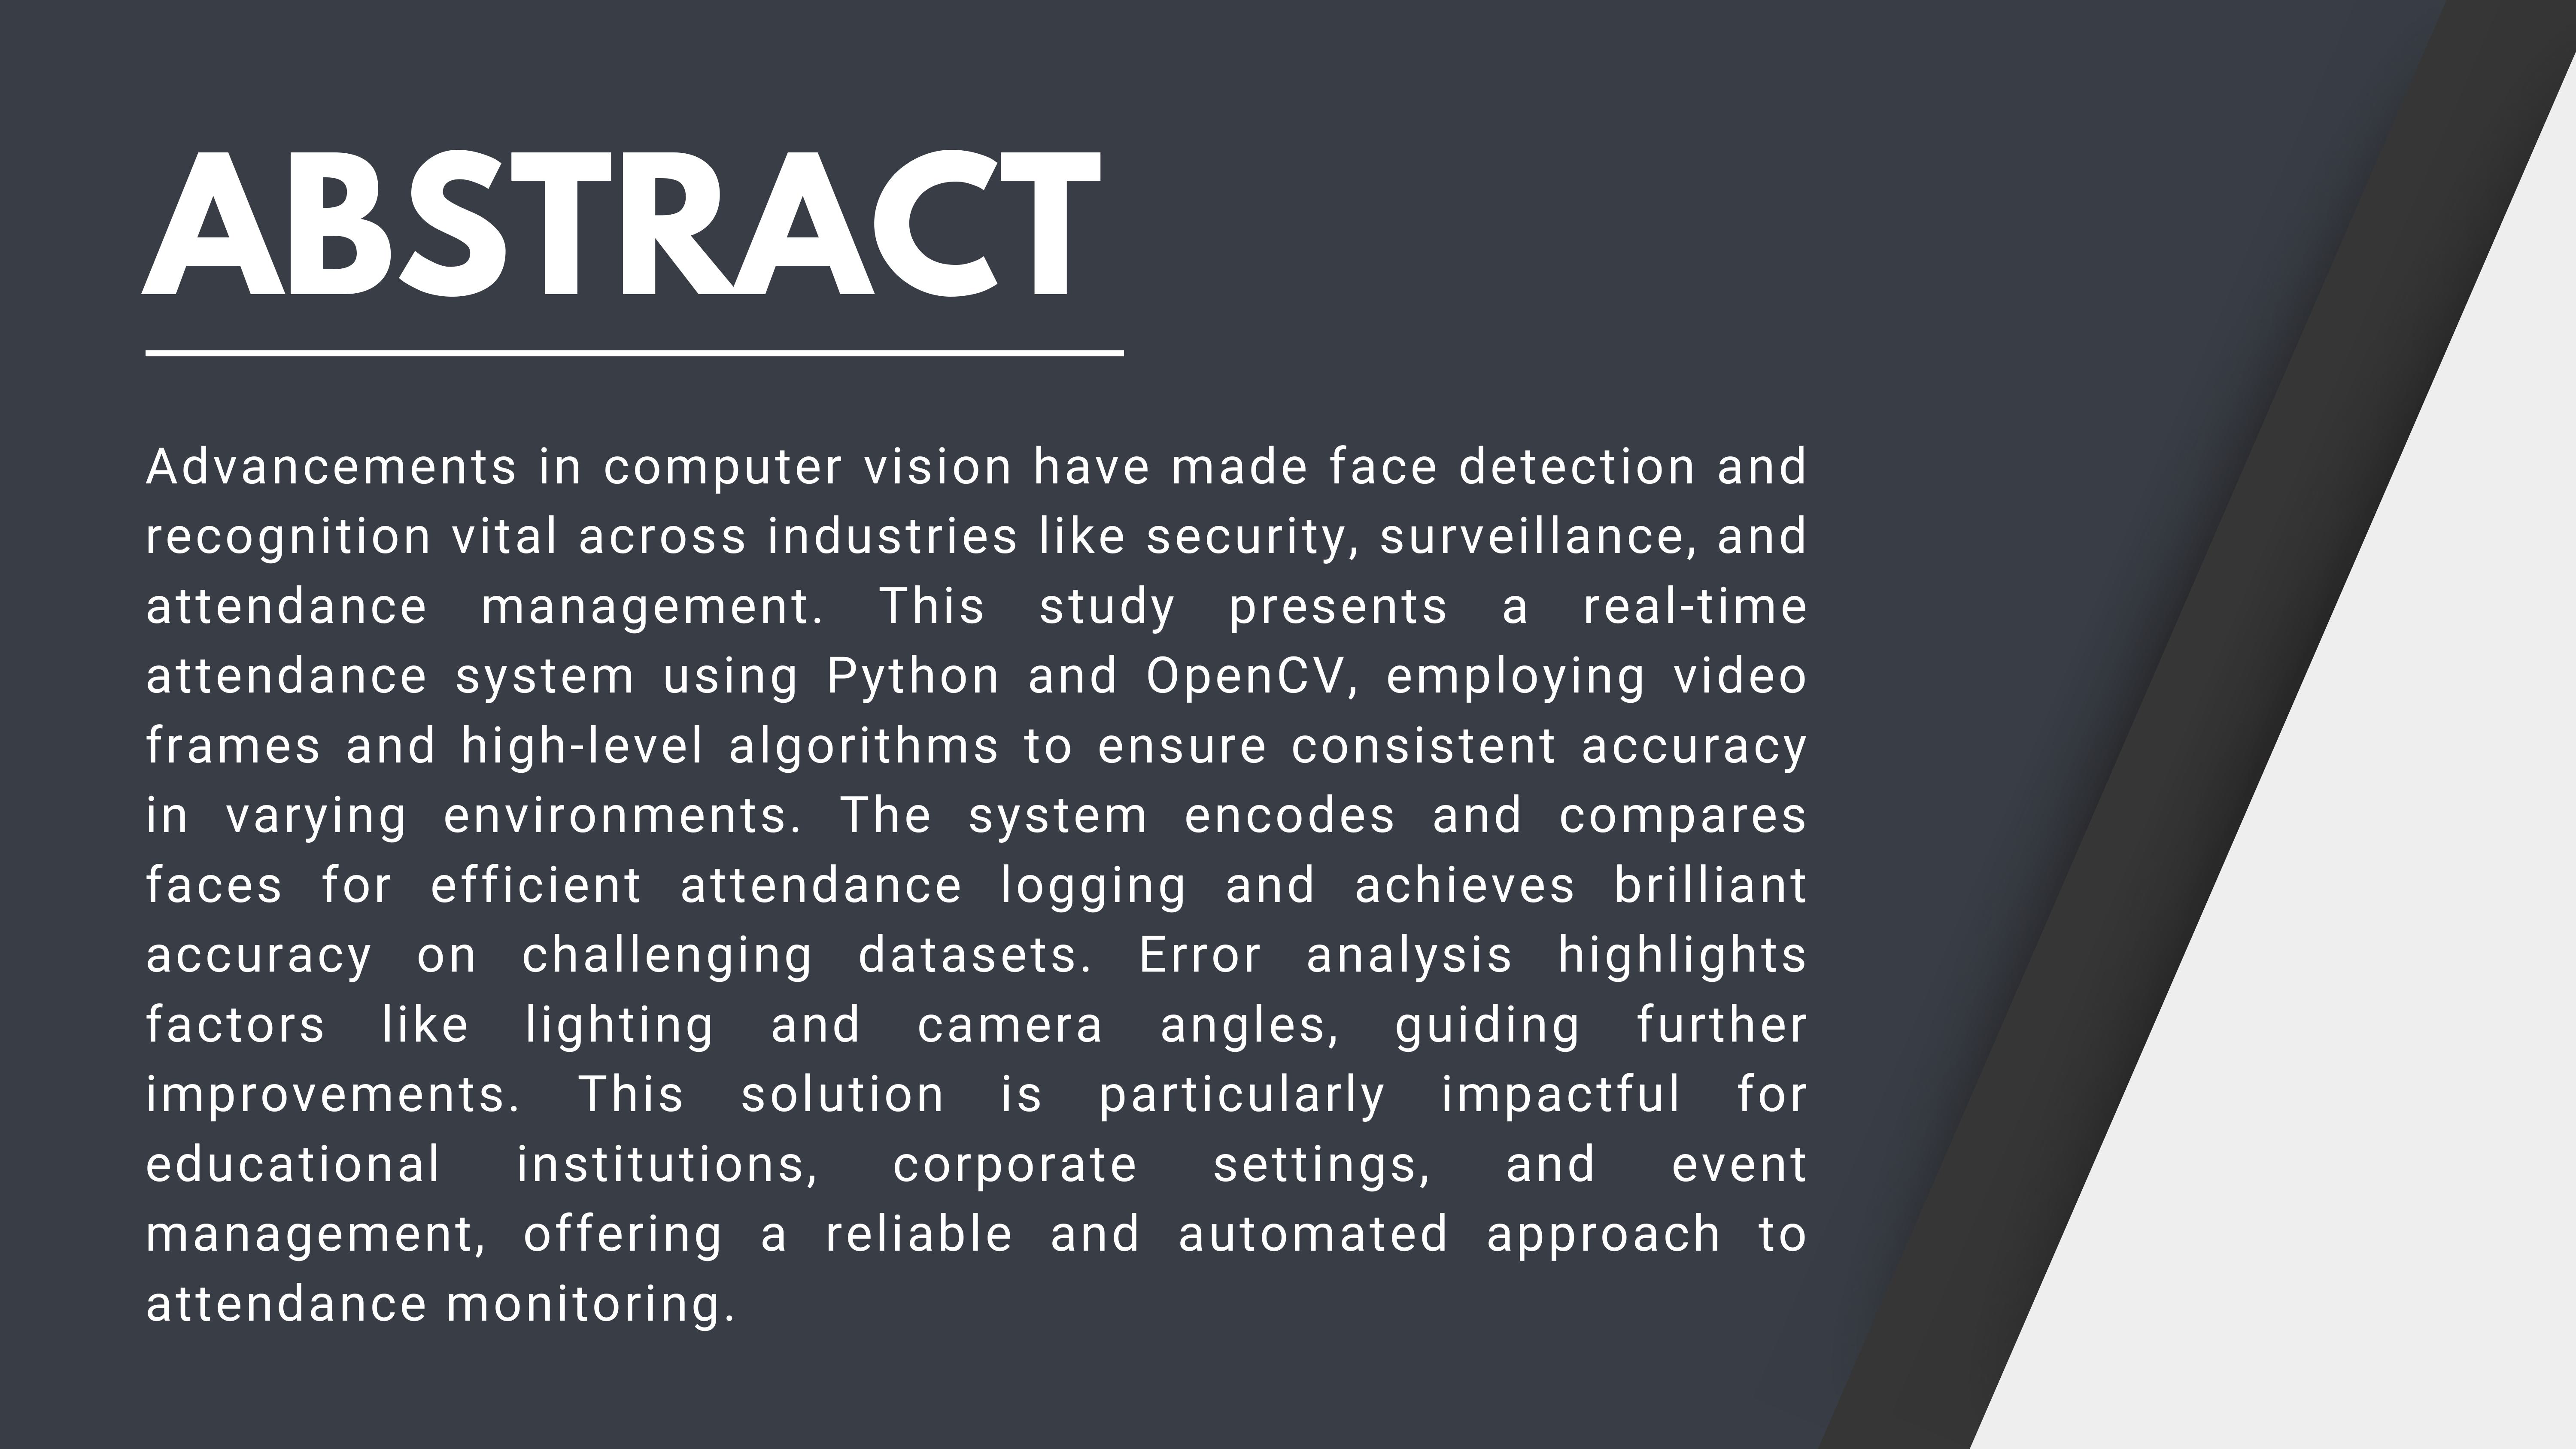 ABSTRACT
Advancements in computer vision have made face detection and
recognition vital across industries like security, surveillance, and
attendance management. This study presents a real-time
attendance system using Python and OpenCV, employing video
frames and high-level algorithms to ensure consistent accuracy
in varying environments. The system encodes and compares
faces for efficient attendance logging and achieves brilliant
accuracy on challenging datasets. Error analysis highlights
factors like lighting and camera angles, guiding further
improvements. This solution is particularly impactful for
educational institutions, corporate settings, and event
management, offering a reliable and automated approach to
attendance monitoring.